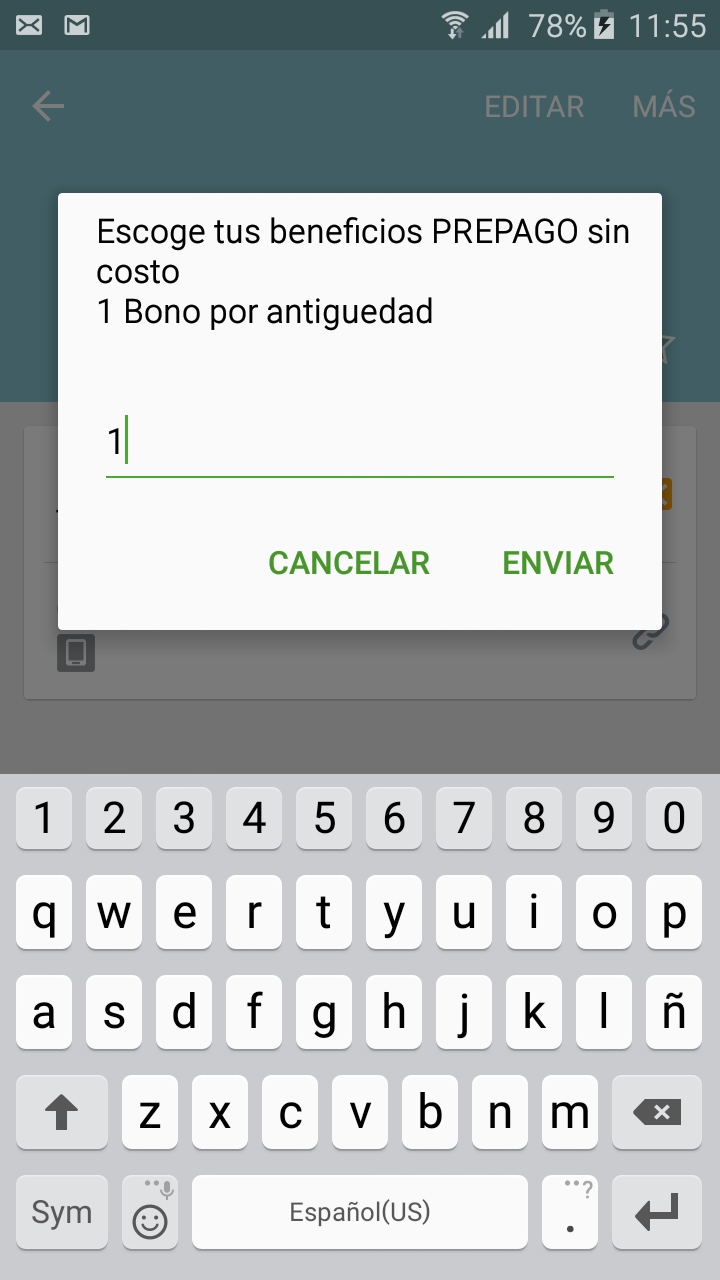 78% 11:55
EDITAR MÁS
Escoge tus beneficios PREPAGO sin
costo
1 Bono por antiguedad
1
CANCELAR ENVIAR
1 2 3 4 5 6 7 8 9 0
q w e r t y u i o p
a s d f g h j k l ñ
z x c v b n m
Sym Español(US) . ?